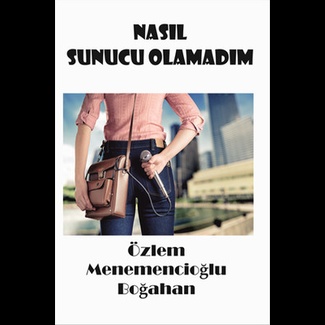 NASIL
SUNUCU OLAMADIM
Özlem
Menemencioğlu
Boğahan